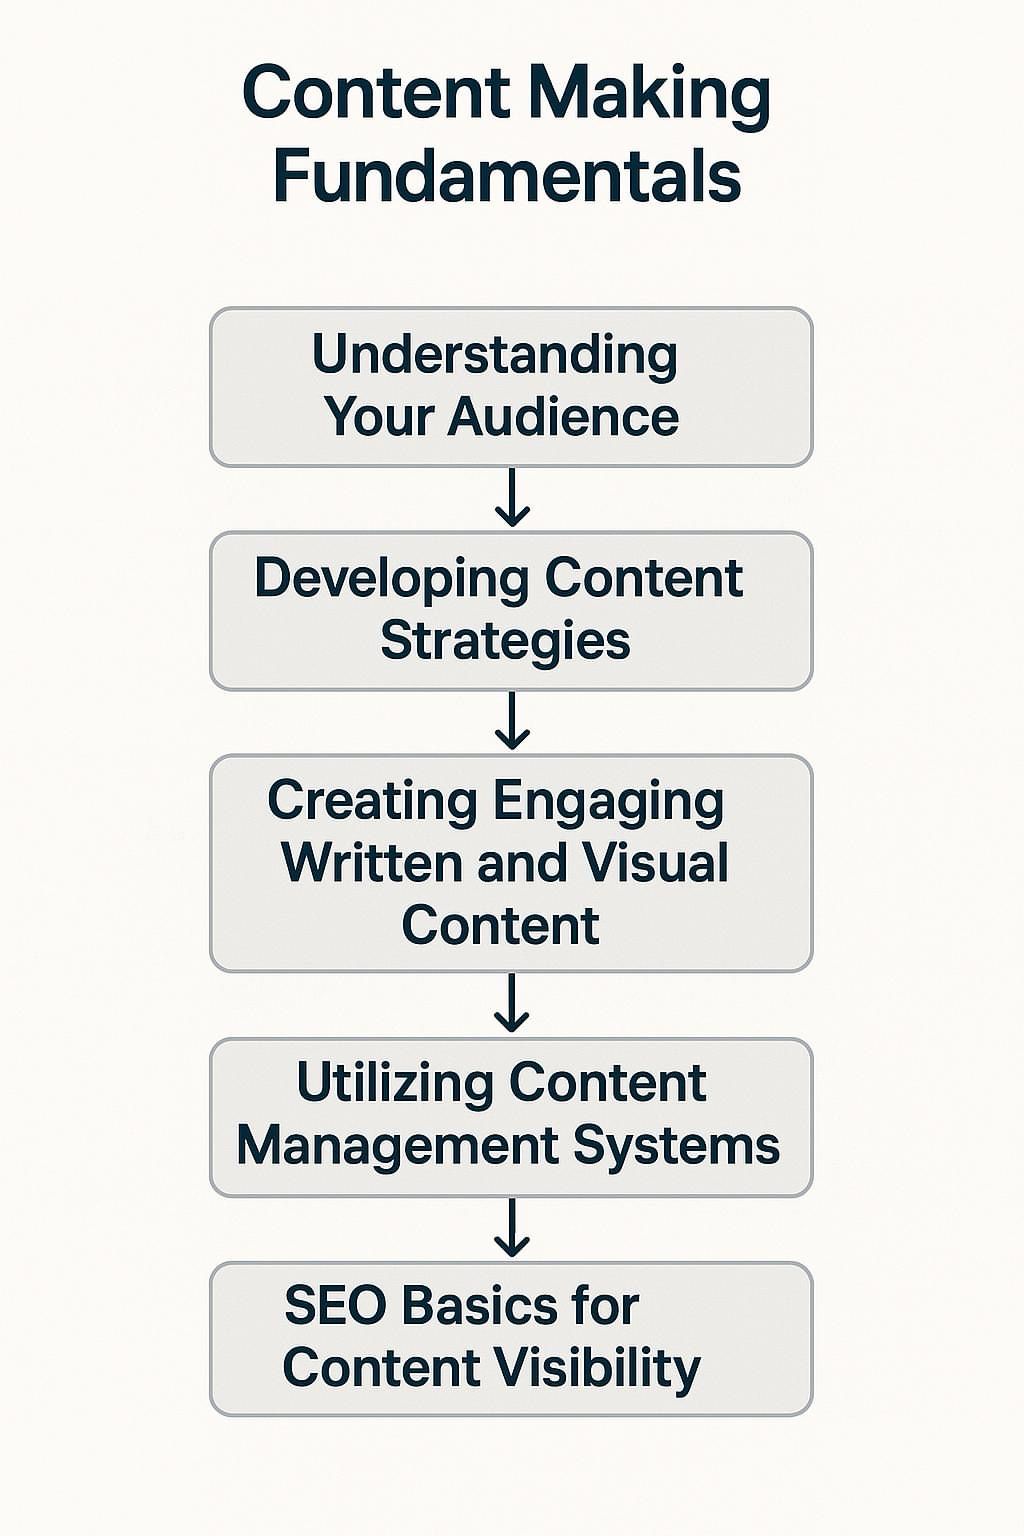 Content Making
Fundamentals
Understanding
Your Audience
Developing Content
Strategies
Creating Engaging
Written and Visual
Content
Utilizing Content
Management Systems
SEO Basics for
Content Visibility